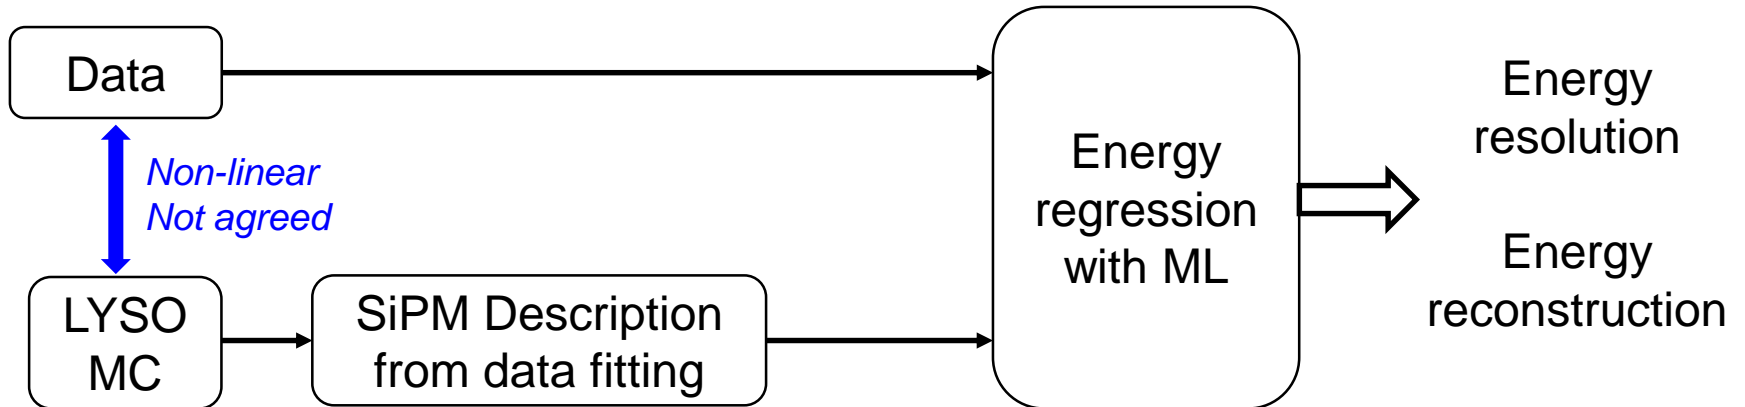 Data
Non-linear
Not agreed
LYSO
MC
SiPM Description
from data fitting
Energy
regression
with ML
Energy
resolution
Energy
reconstruction